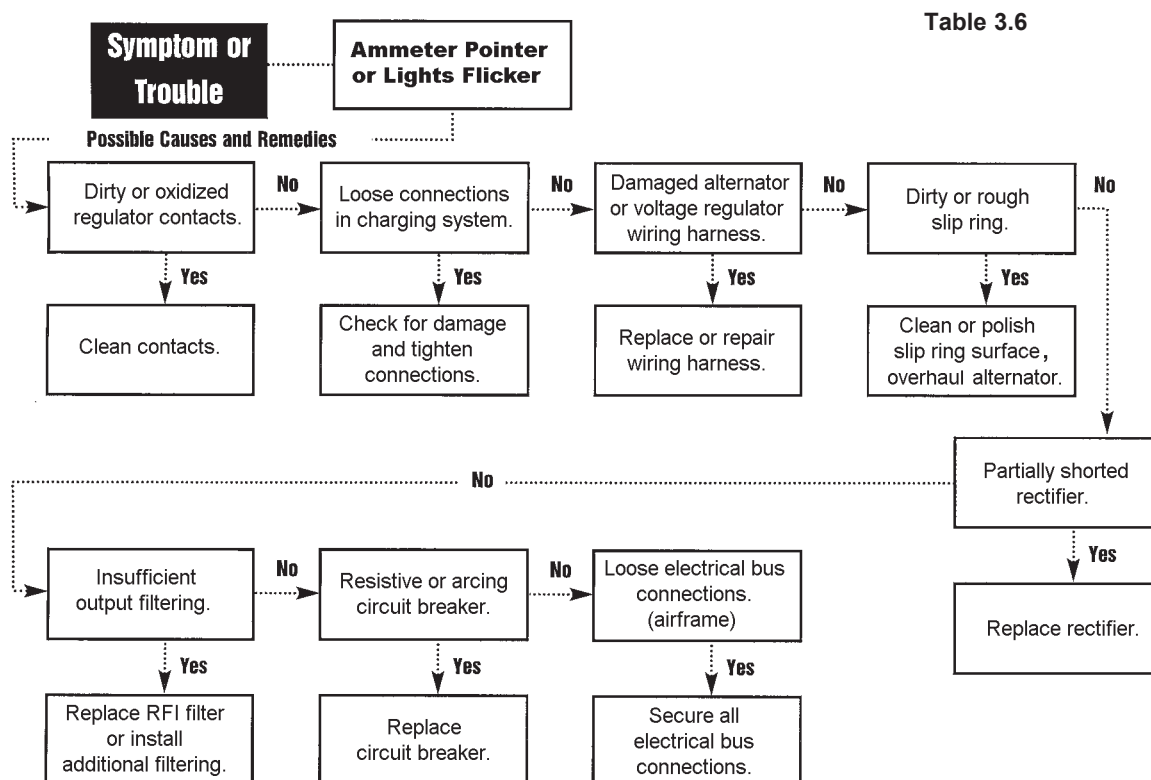 Table 3.6
Symptom or
Trouble
Ammeter Pointer
or Lights Flicker
Possible Causes and Remedies
Dirty or oxidized
regulator contacts.
No
Loose connections
in charging system.
No
Damaged alternator
or voltage regulator
wiring harness.
No
Dirty or rough
slip ring.
No
Yes
Yes
Yes
Yes
Clean contacts.
Check for damage
and tighten
connections.
Replace or repair
wiring harness.
Clean or polish
slip ring surface,
overhaul alternator.
Partially shorted
rectifier.
No
Yes
Replace rectifier.
Insufficient
output filtering.
No
Resistive or arcing
circuit breaker.
No
Loose electrical bus
connections.
(airframe)
Yes
Yes
Yes
Replace RFI filter
or install
additional filtering.
Replace
circuit breaker.
Secure all
electrical bus
connections.